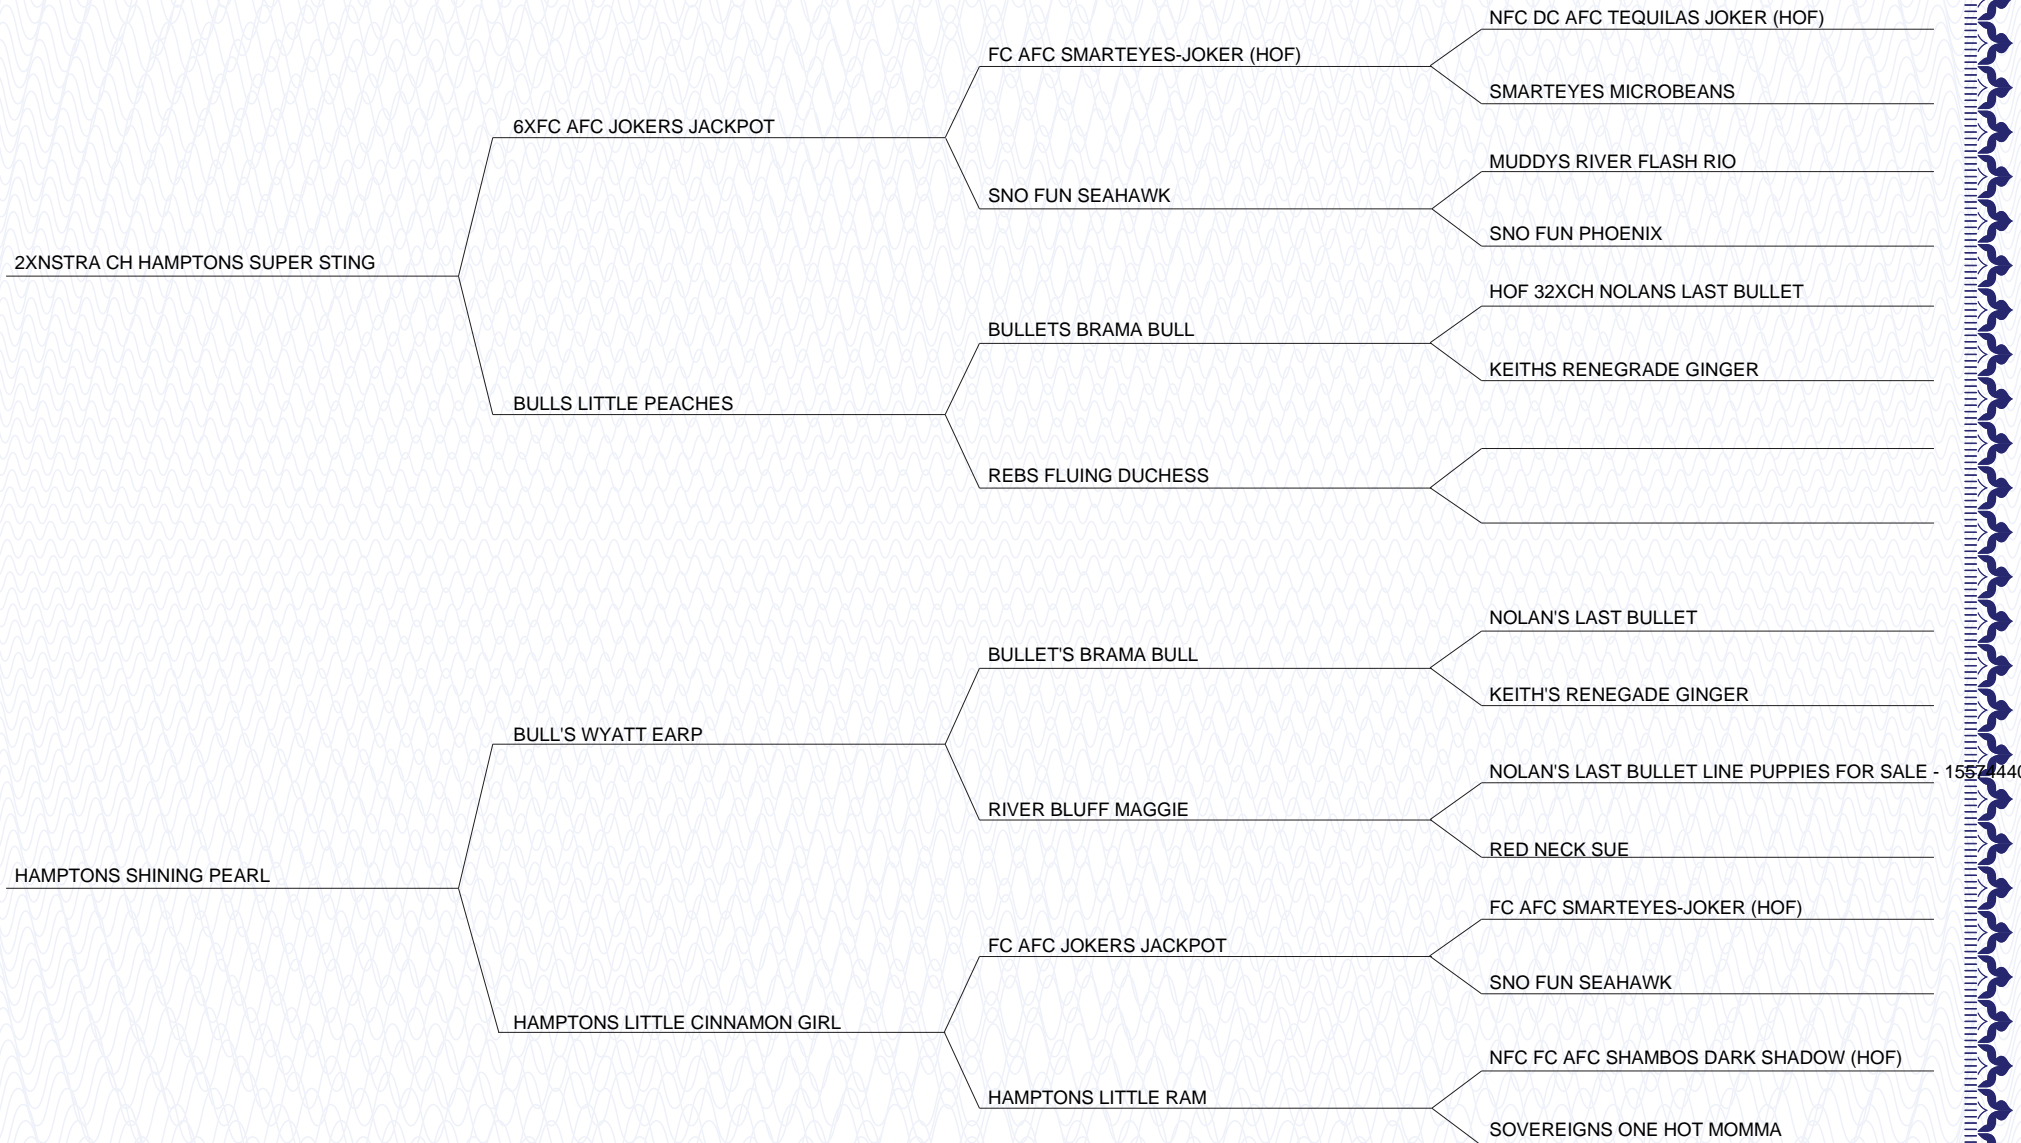 NFC DC AFC TEQUILAS JOKER (HOF)
FC AFC SMARTEYES-JOKER (HOF)
SMARTEYES MICROBEANS
6XFC AFC JOKERS JACKPOT
MUDDYS RIVER FLASH RIO
SNO FUN SEAHAWK
SNO FUN PHOENIX
2XNSTRA CH HAMPTONS SUPER STING
HOF 32XCH NOLANS LAST BULLET
BULLETS BRAMA BULL
KEITHS RENEGRADE GINGER
BULLS LITTLE PEACHES
REBS FLUING DUCHESS
NOLAN'S LAST BULLET
BULLET'S BRAMA BULL
KEITH'S RENEGADE GINGER
BULL'S WYATT EARP
NOLAN'S LAST BULLET LINE PUPPIES FOR SALE - 15574440
RIVER BLUFF MAGGIE
RED NECK SUE
HAMPTONS SHINING PEARL
FC AFC SMARTEYES-JOKER (HOF)
FC AFC JOKERS JACKPOT
SNO FUN SEAHAWK
HAMPTONS LITTLE CINNAMON GIRL
NFC FC AFC SHAMBOS DARK SHADOW (HOF)
HAMPTONS LITTLE RAM
SOVEREIGNS ONE HOT MOMMA